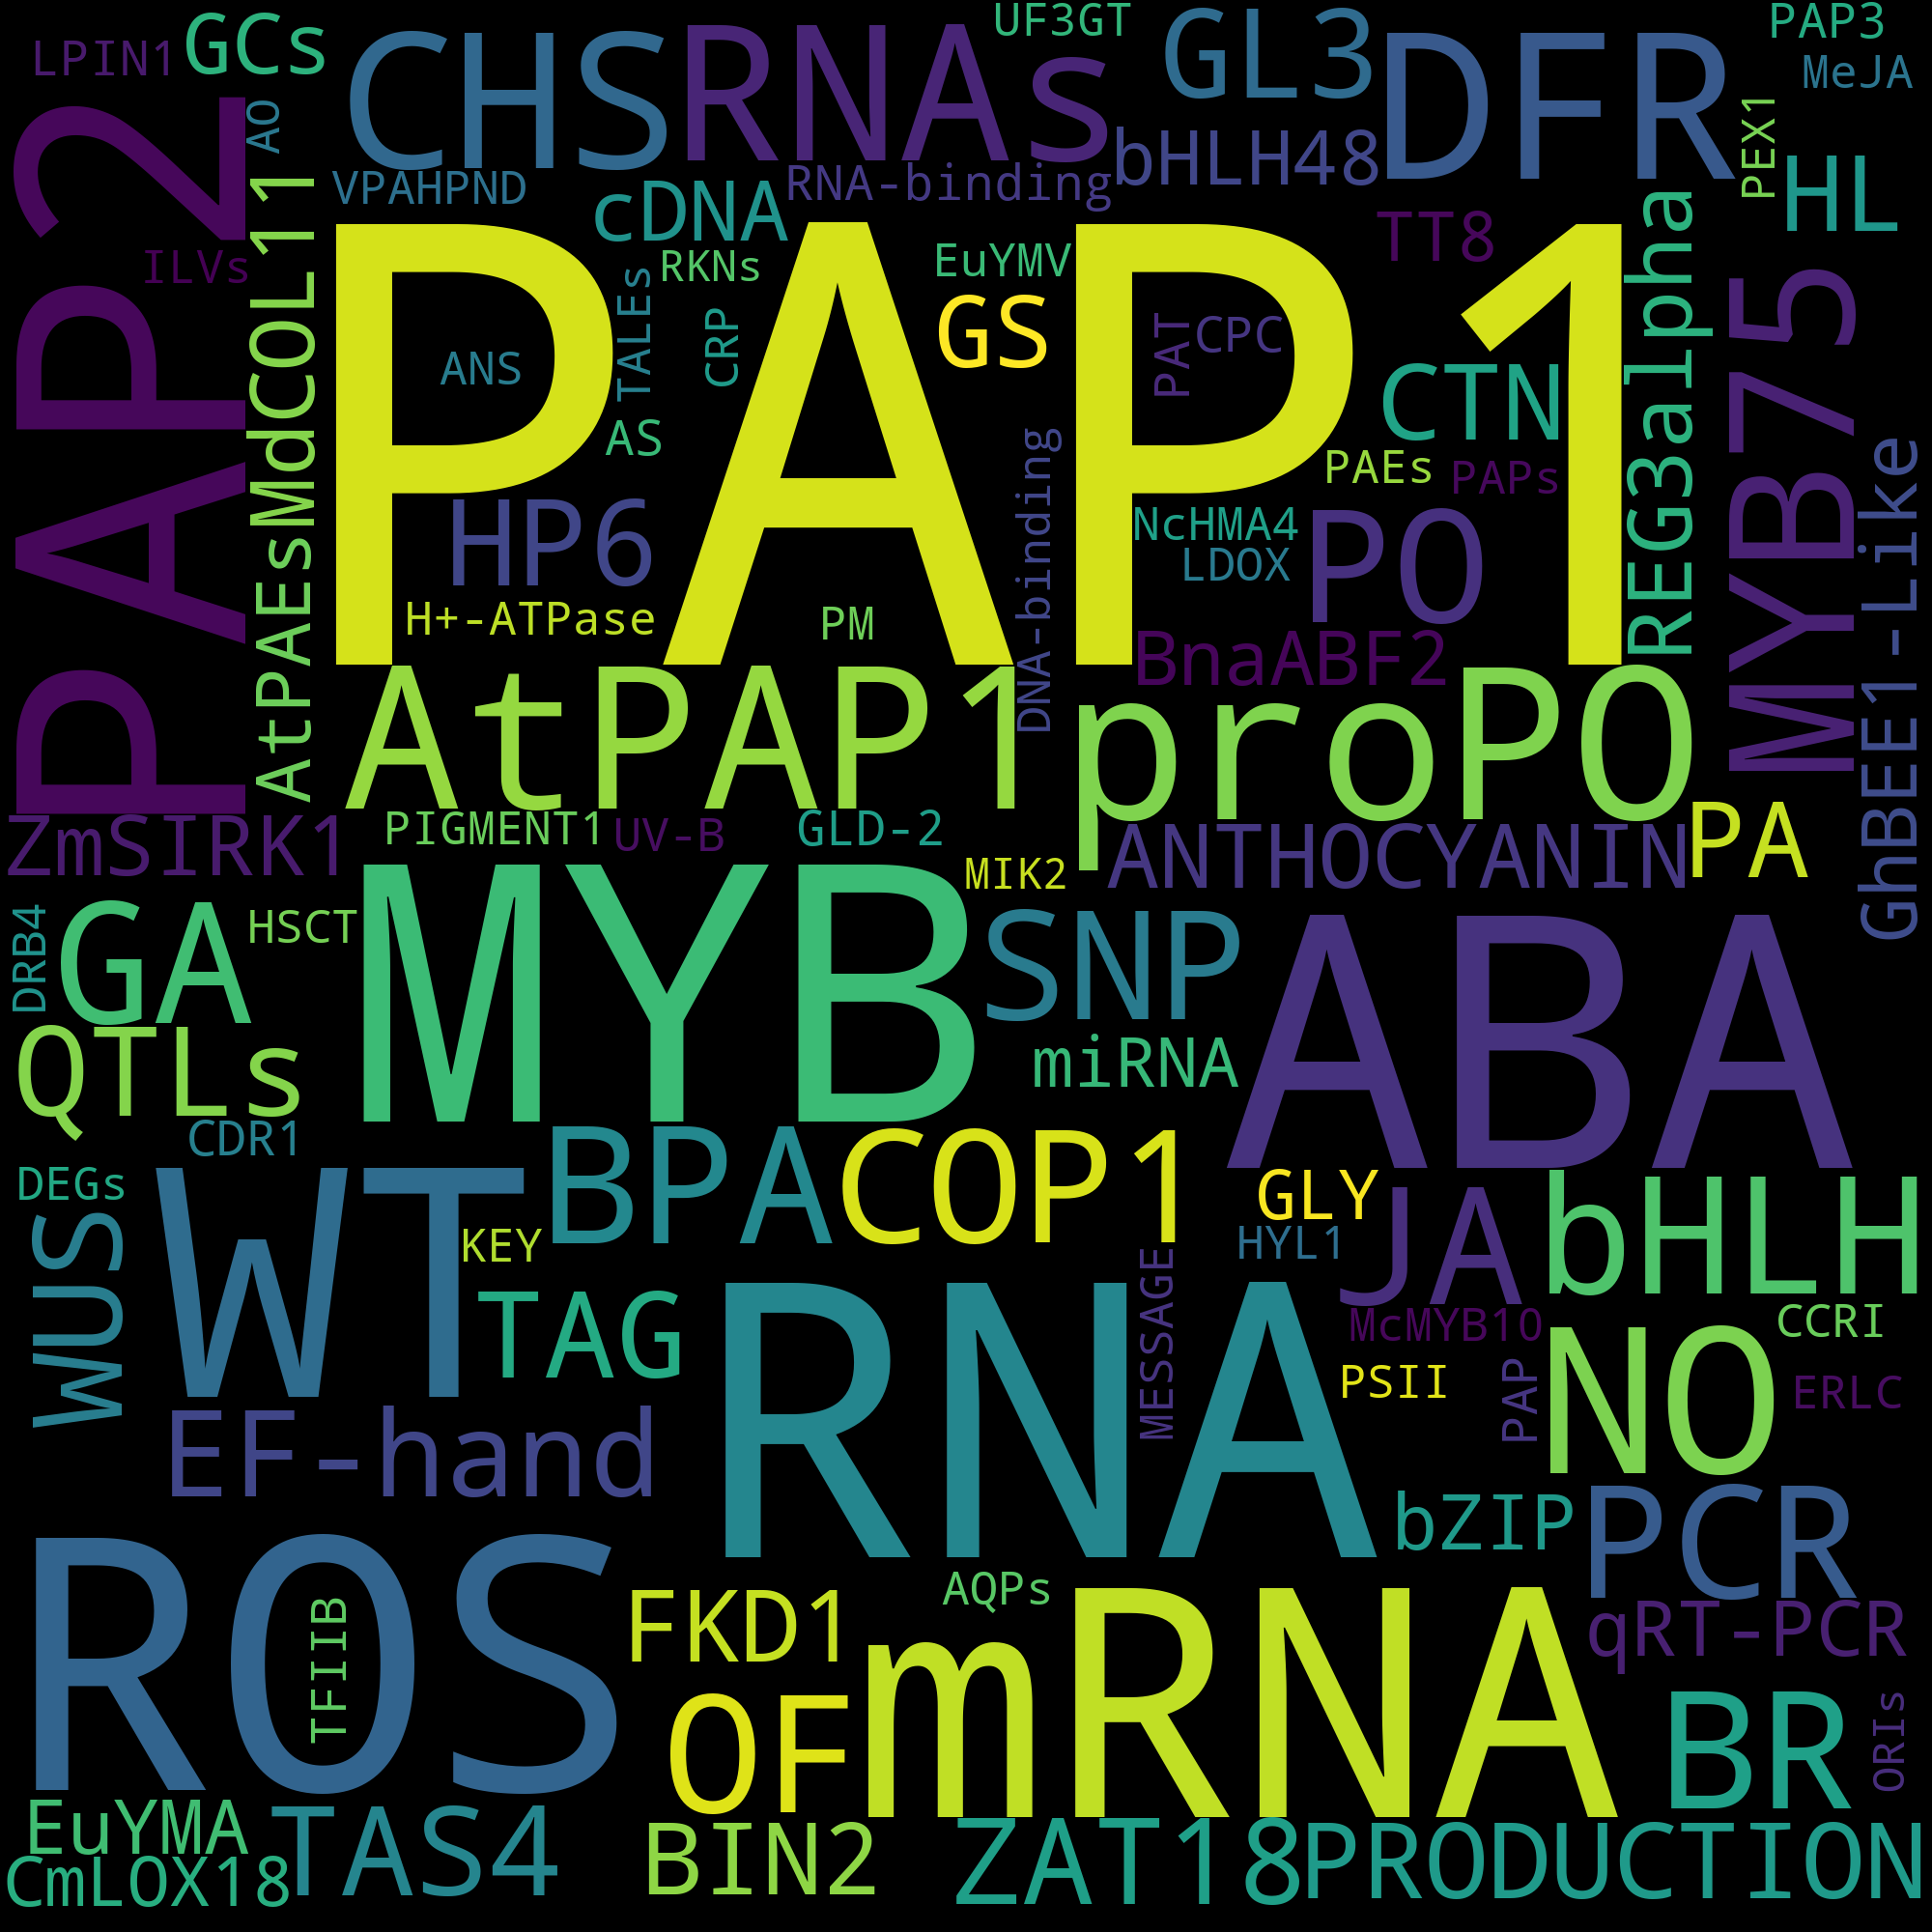 LPIN1
GCs
CHS
RNAs
UF3GT
GL3
DFR
PAP3
MeJA
PAP2
AO
VPAHPND
cDNA
RNA-binding
bHLH48
PEX1
HL
ILVs
MdCOL11
PAP1
RKNs
EuYMV
TT8
REG3alpha
MYB75
ANS
TALEs
CRP
GS
PAT
CPC
CTN
AS
PAEs
PAPs
HP6
DNA-binding
NcHMA4
PO
LDOX
GhBEE1-Like
AtPAEs
H+-ATPase
PM
BnaABF2
AtPAP1
proPO
ZmSIRK1
PIGMENT1
UV-B
GLD-2
MIK2
ANTHOCYANIN
PA
DRB4
GA
HSCT
MYB
SNP
ABA
QTLs
miRNA
CDR1
BPA
COP1
DEGs
WT
GLY
JA
bHLH
WUS
KEY
HYL1
TAG
RNA
MESSAGE
McMYB10
NO
CCRI
PSII
PAP
ERLC
EF-hand
bZIP
PCR
ROS
TFIIB
FKD1
AQPs
mRNA
qRT-PCR
OF
BR
ORIs
EuYMA
TAS4
BIN2
ZAT18
PRODUCTION
CmLOX18